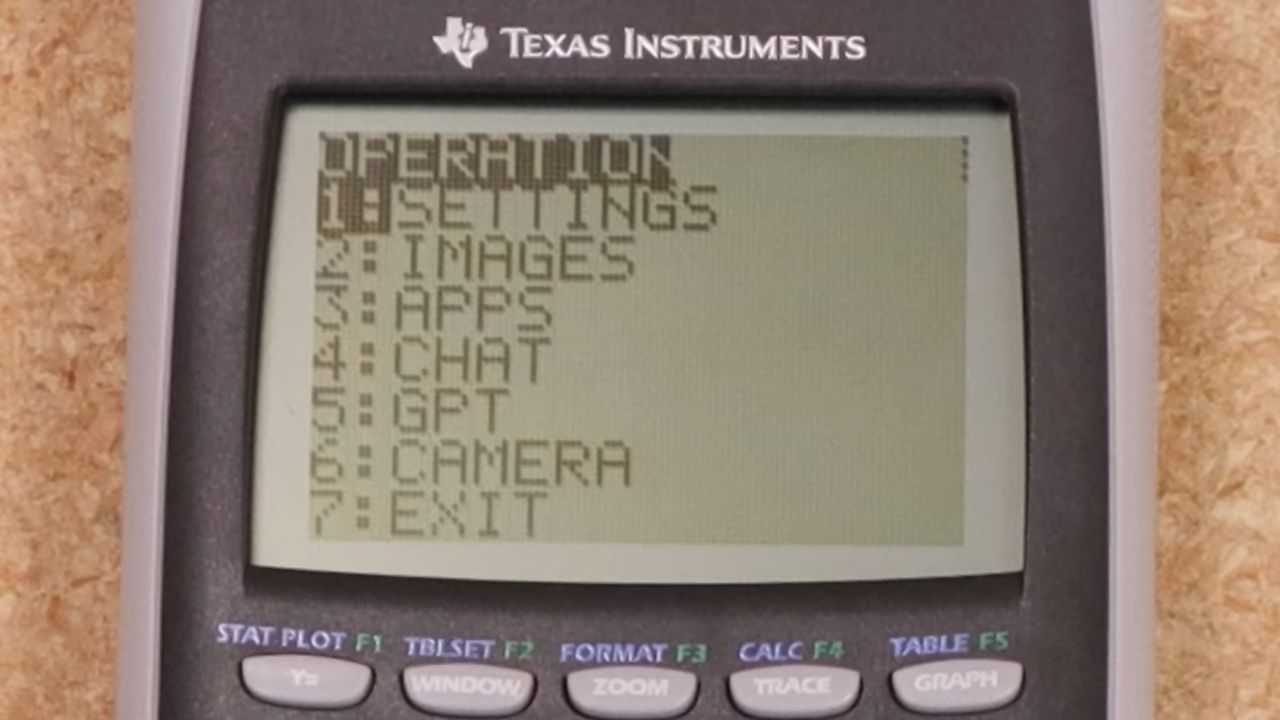 TEXAS INSTRUMENTS
OPERATION
1:SETTINGS
2:IMAGES
3:APPS
4:CHAT
5:GPT
6:CAMERA
7:EXIT
STAT PLOT F1 TBLSET F2 FORMAT F3 CALC F4 TABLE F5
Y= WINDOW ZOOM TRACE GRAPH